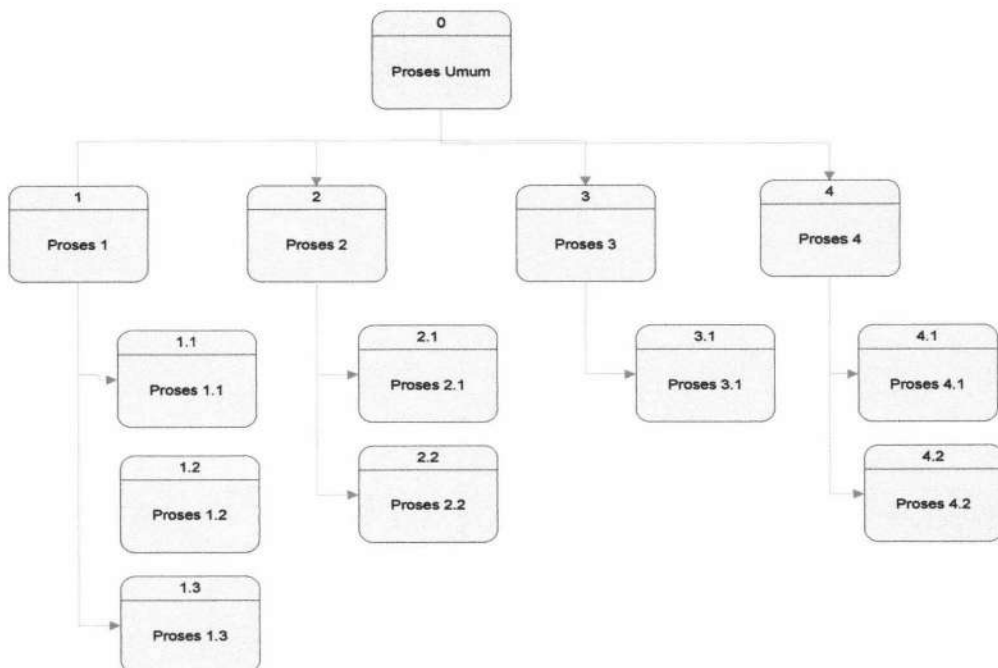 0
Proses Umum
1
Proses 1
2
Proses 2
3
Proses 3
4
Proses 4
1.1
Proses 1.1
1.2
Proses 1.2
1.3
Proses 1.3
2.1
Proses 2.1
2.2
Proses 2.2
3.1
Proses 3.1
4.1
Proses 4.1
4.2
Proses 4.2